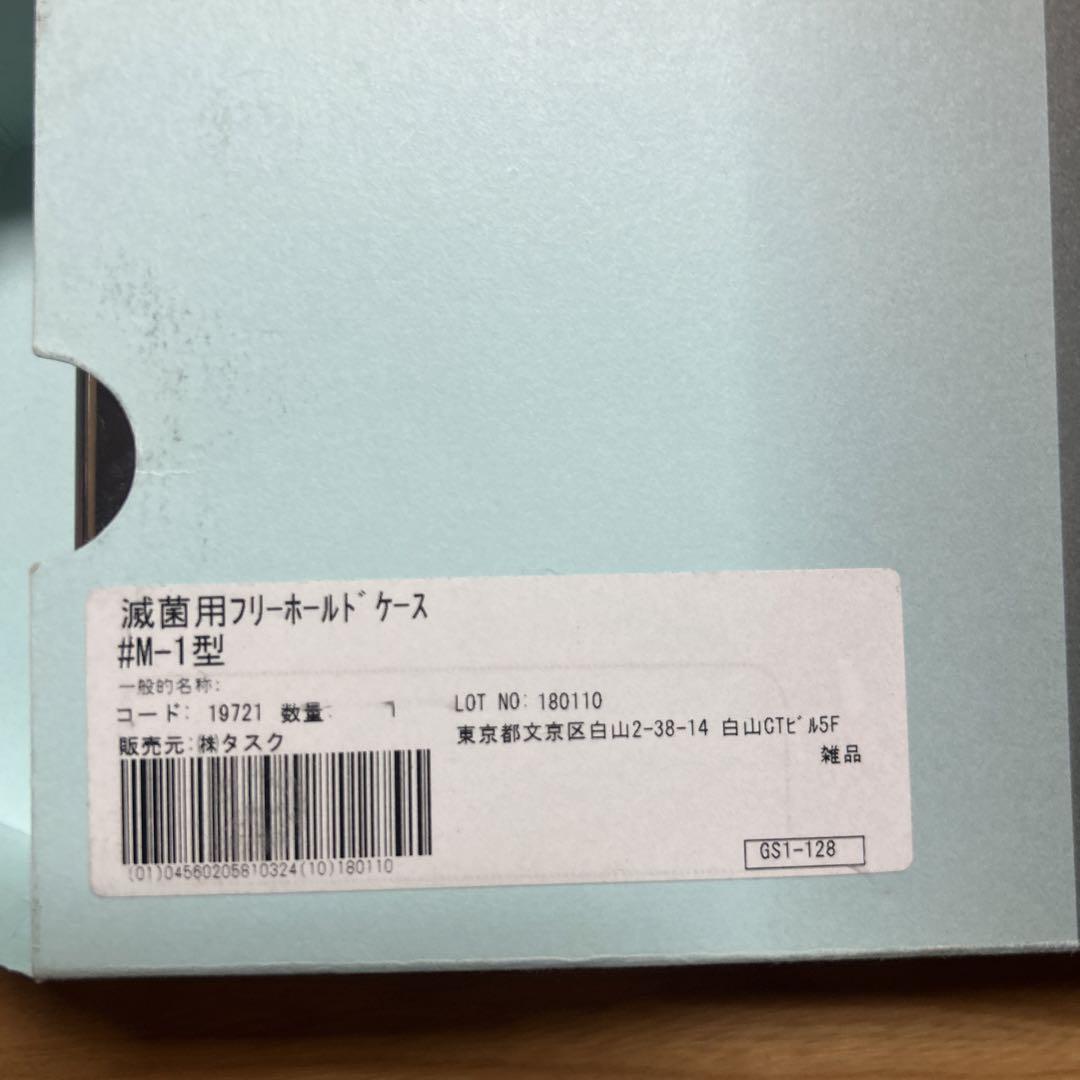 滅菌用ﾌﾘｰﾎｰﾙﾄﾞｹｰｽ
#M-1型
一般的名称:
コード: 19721 数量: 1
LOT NO: 180110
販売元:㈱タスク
東京都文京区白山2-38-14 白山CTﾋﾞﾙ5F
雑品
(01)04560205810324(10)180110
GS1-128